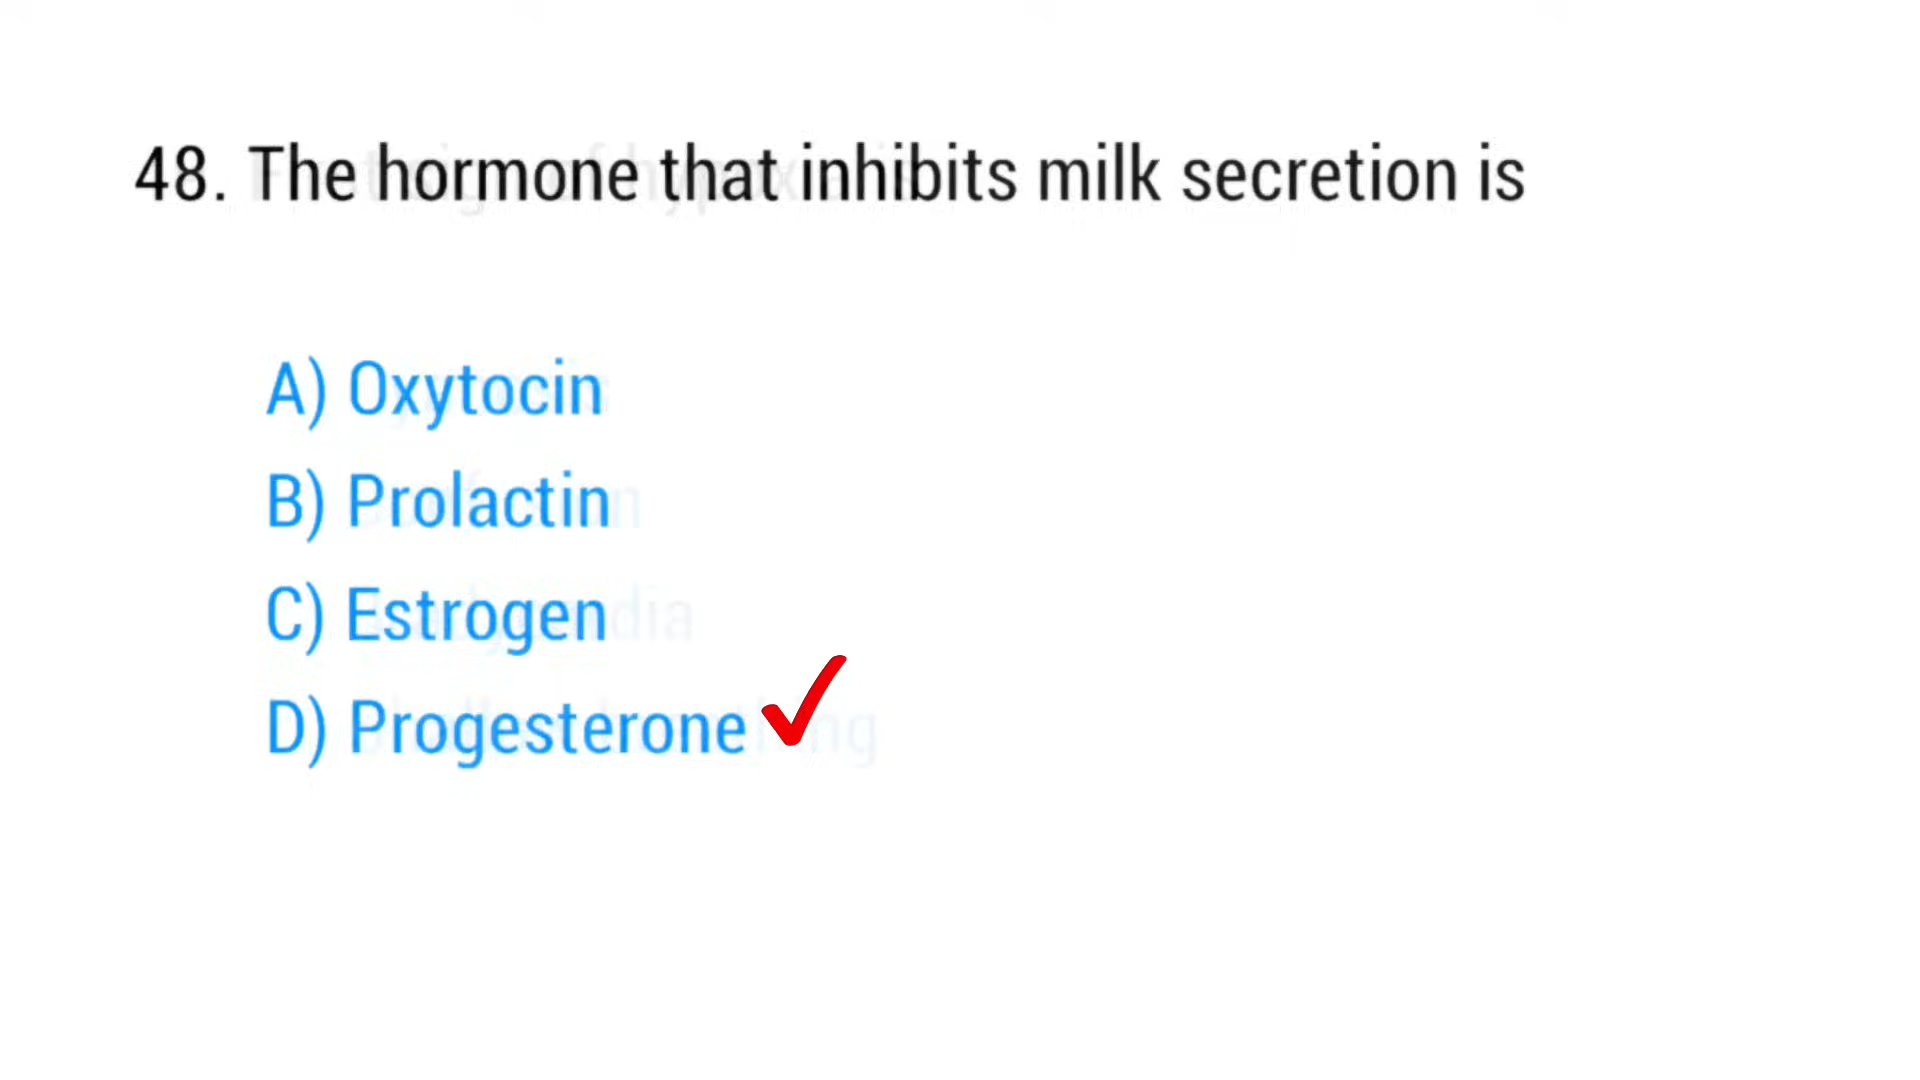 48. The hormone that inhibits milk secretion is
A) Oxytocin
B) Prolactin
C) Estrogen
D) Progesterone